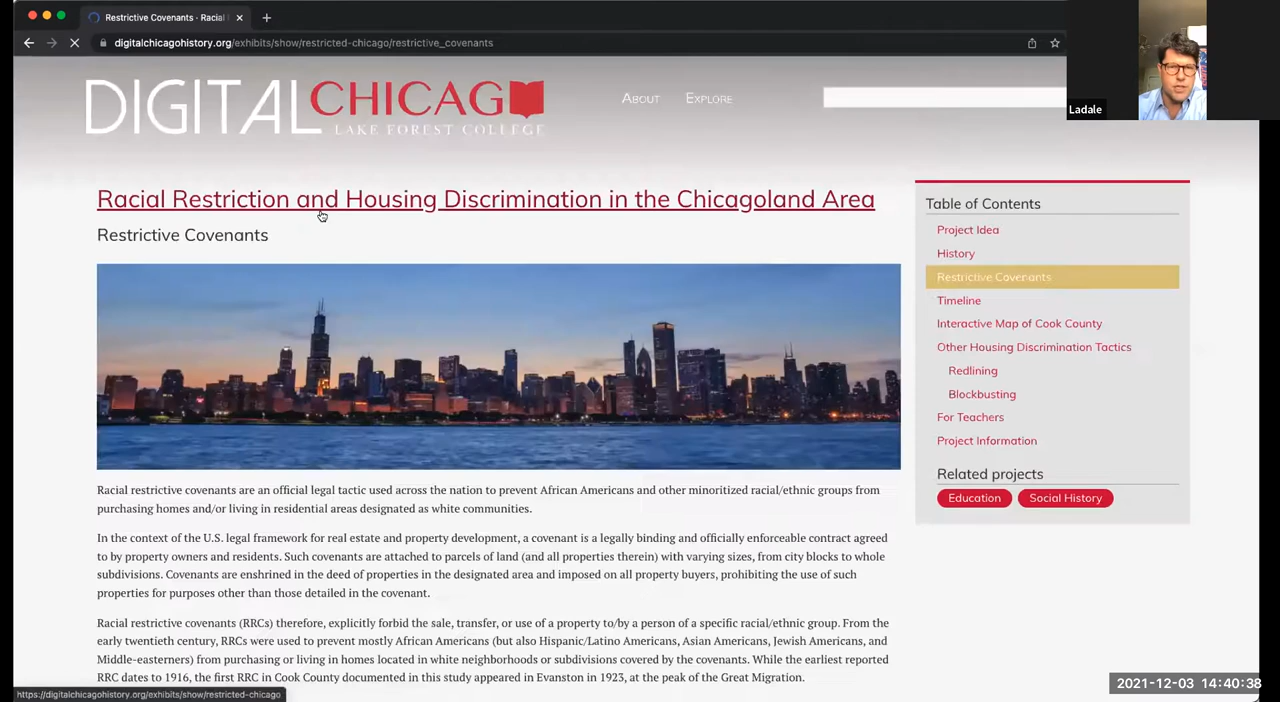 Restrictive Covenants · Racial
digitalchicagohistory.org/exhibits/show/restricted-chicago/restrictive_covenants
Ladale
DIGITAL CHICAGO
LAKE FOREST COLLEGE
About Explore
Racial Restriction and Housing Discrimination in the Chicagoland Area
Restrictive Covenants
Racial restrictive covenants are an official legal tactic used across the nation to prevent African Americans and other minoritized racial/ethnic groups from
purchasing homes and/or living in residential areas designated as white communities.
In the context of the U.S. legal framework for real estate and property development, a covenant is a legally binding and officially enforceable contract agreed
to by property owners and residents. Such covenants are attached to parcels of land (and all properties therein) with varying sizes, from city blocks to whole
subdivisions. Covenants are enshrined in the deed of properties in the designated area and imposed on all property buyers, prohibiting the use of such
properties for purposes other than those detailed in the covenant.
Racial restrictive covenants (RRCs) therefore, explicitly forbid the sale, transfer, or use of a property to/by a person of a specific racial/ethnic group. From the
early twentieth century, RRCs were used to prevent mostly African Americans (but also Hispanic/Latino Americans, Asian Americans, Jewish Americans, and
Middle-easterners) from purchasing or living in homes located in white neighborhoods or subdivisions covered by the covenants. While the earliest reported
RRC dates to 1916, the first RRC in Cook County documented in this study appeared in Evanston in 1923, at the peak of the Great Migration.
Table of Contents
Project Idea
History
Restrictive Covenants
Timeline
Interactive Map of Cook County
Other Housing Discrimination Tactics
Redlining
Blockbusting
For Teachers
Project Information
Related projects
Education Social History
https://digitalchicagohistory.org/exhibits/show/restricted-chicago
2021-12-03 14:40:38